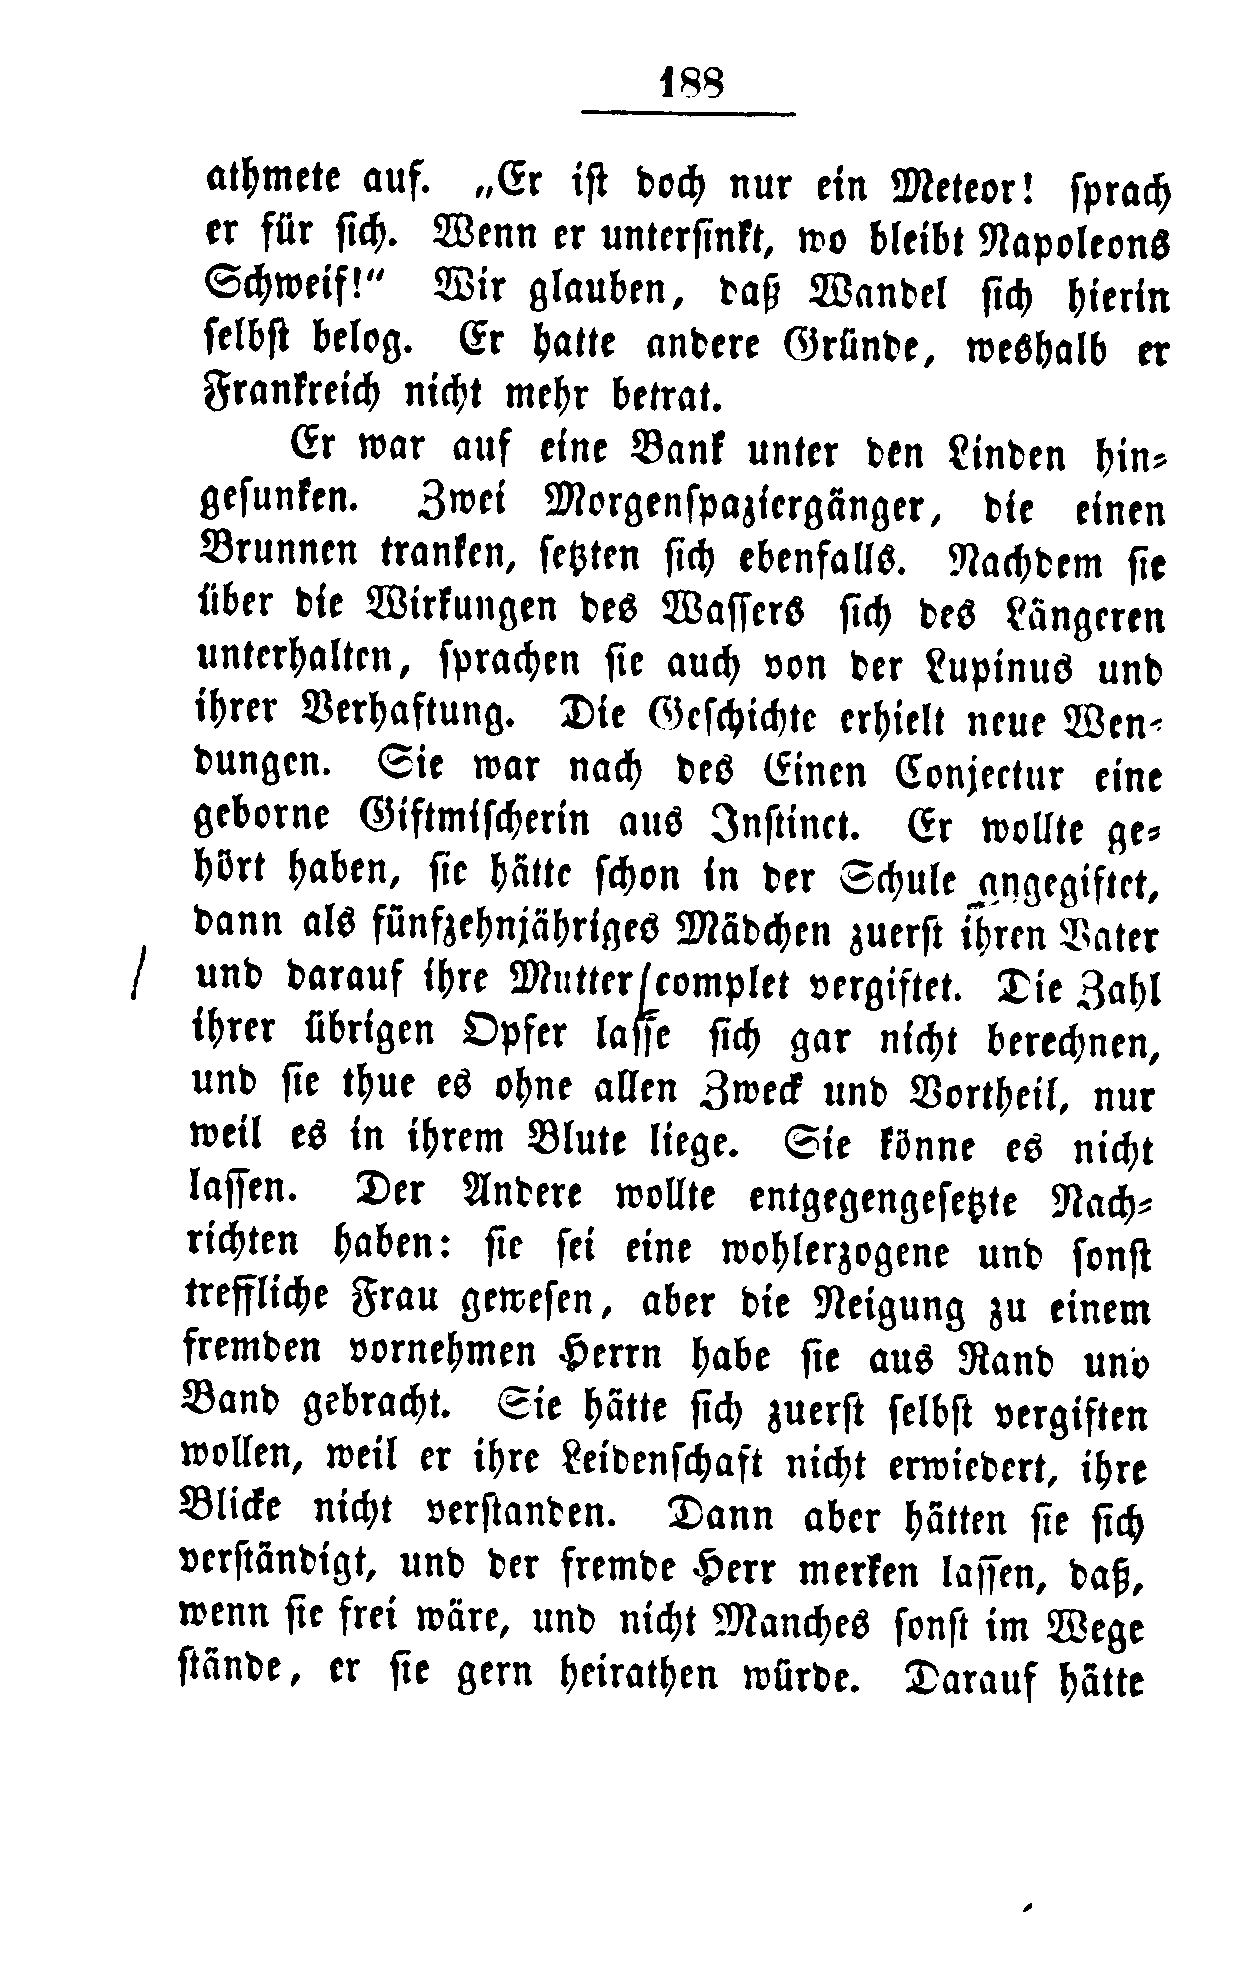 188
athmete auf. „Er iſt doch nur ein Meteor! ſprach
er für ſich. Wenn er unterſinkt, wo bleibt Napoleons
Schweif!“ Wir glauben, daß Wandel ſich hierin
ſelbſt belog. Er hatte andere Gründe, weshalb er
Frankreich nicht mehr betrat.
Er war auf eine Bank unter den Linden hin-
geſunken. Zwei Morgenſpaziergänger, die einen
Brunnen tranken, ſetzten ſich ebenfalls. Nachdem ſie
über die Wirkungen des Waſſers ſich des Längeren
unterhalten, ſprachen ſie auch von der Lupinus und
ihrer Verhaftung. Die Geſchichte erhielt neue Wen-
dungen. Sie war nach des Einen Conjectur eine
geborne Giftmiſcherin aus Inſtinct. Er wollte ge-
hört haben, ſie hätte ſchon in der Schule angegiftet,
dann als fünfzehnjähriges Mädchen zuerſt ihren Vater
und darauf ihre Mutter complet vergiftet. Die Zahl
ihrer übrigen Opfer laſſe ſich gar nicht berechnen,
und ſie thue es ohne allen Zweck und Vortheil, nur
weil es in ihrem Blute liege. Sie könne es nicht
laſſen. Der Andere wollte entgegengeſetzte Nach-
richten haben: ſie ſei eine wohlerzogene und ſonſt
treffliche Frau geweſen, aber die Neigung zu einem
fremden vornehmen Herrn habe ſie aus Rand und
Band gebracht. Sie hätte ſich zuerſt ſelbſt vergiften
wollen, weil er ihre Leidenſchaft nicht erwiedert, ihre
Blicke nicht verſtanden. Dann aber hätten ſie ſich
verſtändigt, und der fremde Herr merken laſſen, daß,
wenn ſie frei wäre, und nicht Manches ſonſt im Wege
ſtände, er ſie gern heirathen würde. Darauf hätte